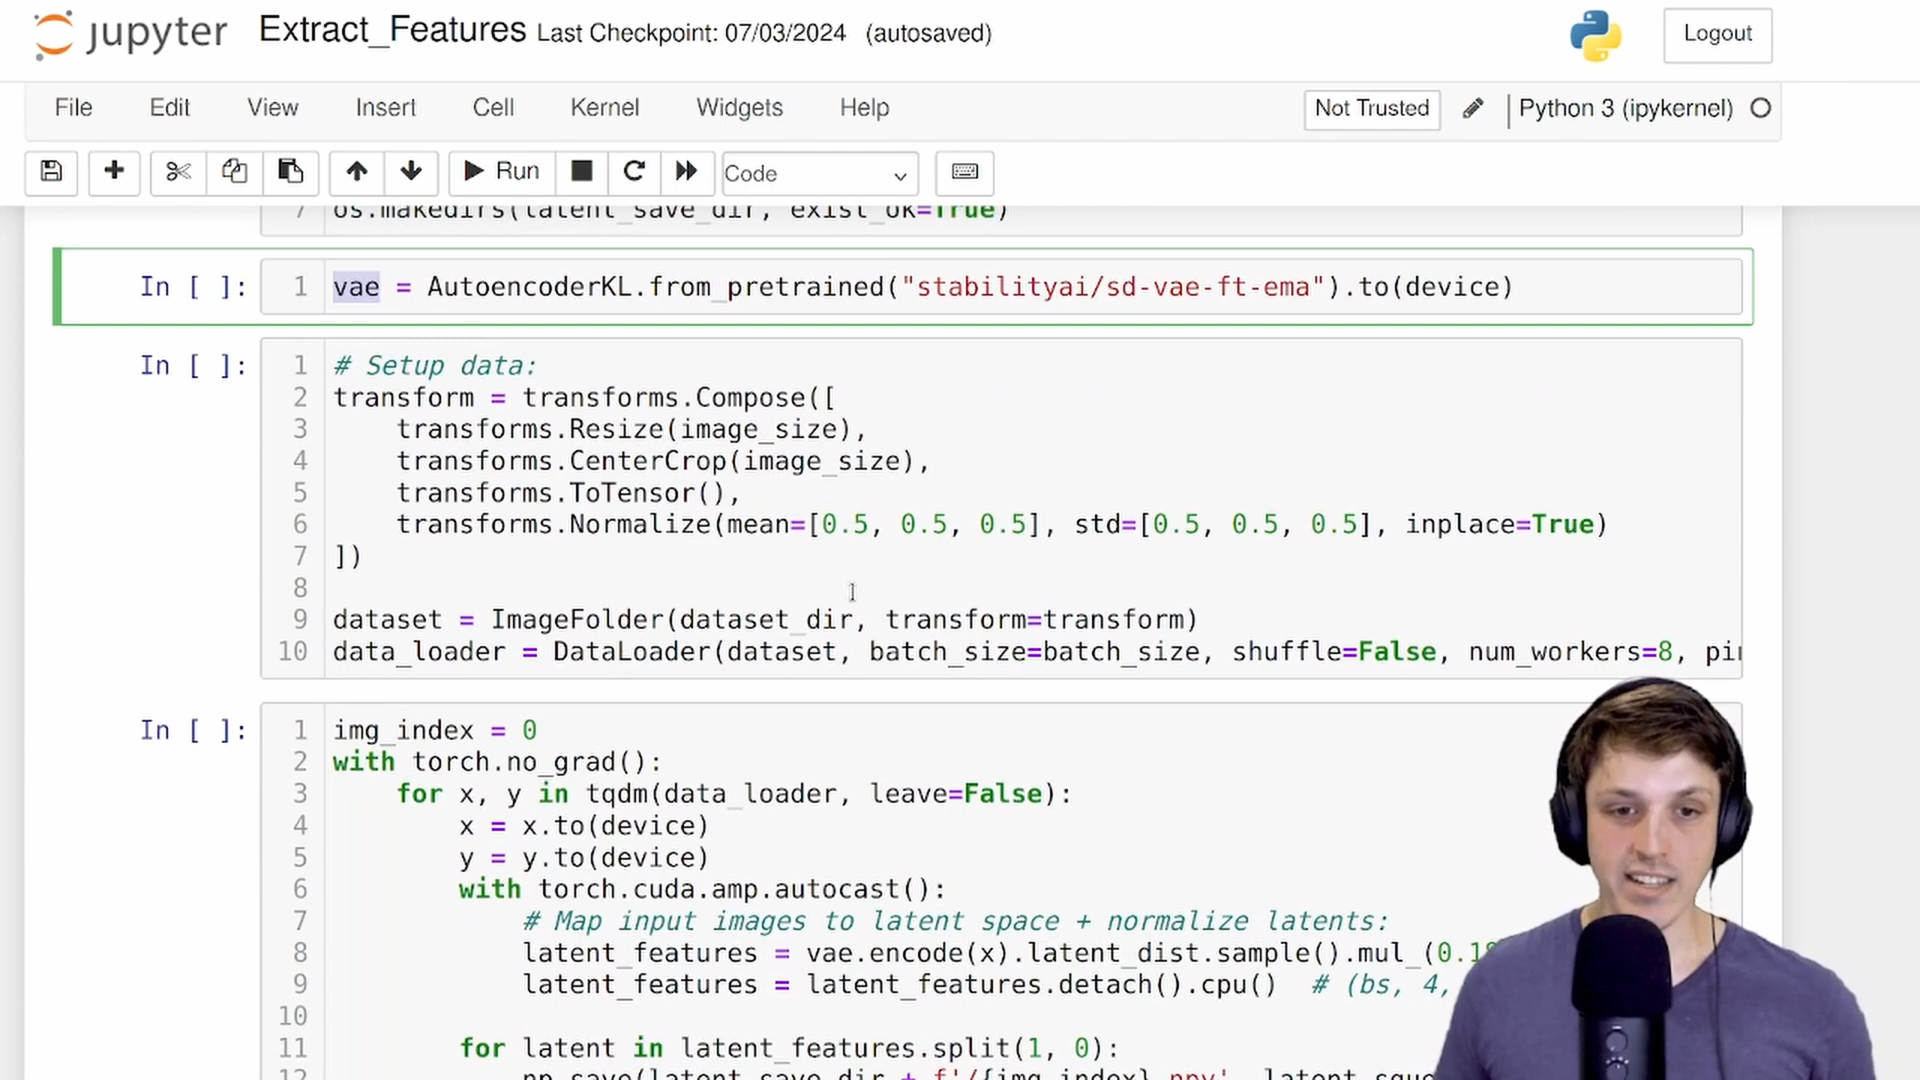 jupyter Extract_Features Last Checkpoint: 07/03/2024 (autosaved) Logout
File Edit View Insert Cell Kernel Widgets Help Not Trusted Python 3 (ipykernel)
Run Code
7 os.makedirs(latent_save_dir, exist_ok=True)
In [ ]: 1 vae = AutoencoderKL.from_pretrained("stabilityai/sd-vae-ft-ema").to(device)
In [ ]: 1 # Setup data:
2 transform = transforms.Compose([
3 transforms.Resize(image_size),
4 transforms.CenterCrop(image_size),
5 transforms.ToTensor(),
6 transforms.Normalize(mean=[0.5, 0.5, 0.5], std=[0.5, 0.5, 0.5], inplace=True)
7 ])
8
9 dataset = ImageFolder(dataset_dir, transform=transform)
10 data_loader = DataLoader(dataset, batch_size=batch_size, shuffle=False, num_workers=8,
In [ ]: 1 img_index = 0
2 with torch.no_grad():
3 for x, y in tqdm(data_loader, leave=False):
4 x = x.to(device)
5 y = y.to(device)
6 with torch.cuda.amp.autocast():
7 # Map input images to latent space + normalize latents:
8 latent_features = vae.encode(x).latent_dist.sample().mul_(0.18
9 latent_features = latent_features.detach().cpu() # (bs, 4,
10
11 for latent in latent_features.split(1, 0):
12 np.save(latent_save_dir + f'/{img_index}.npy',